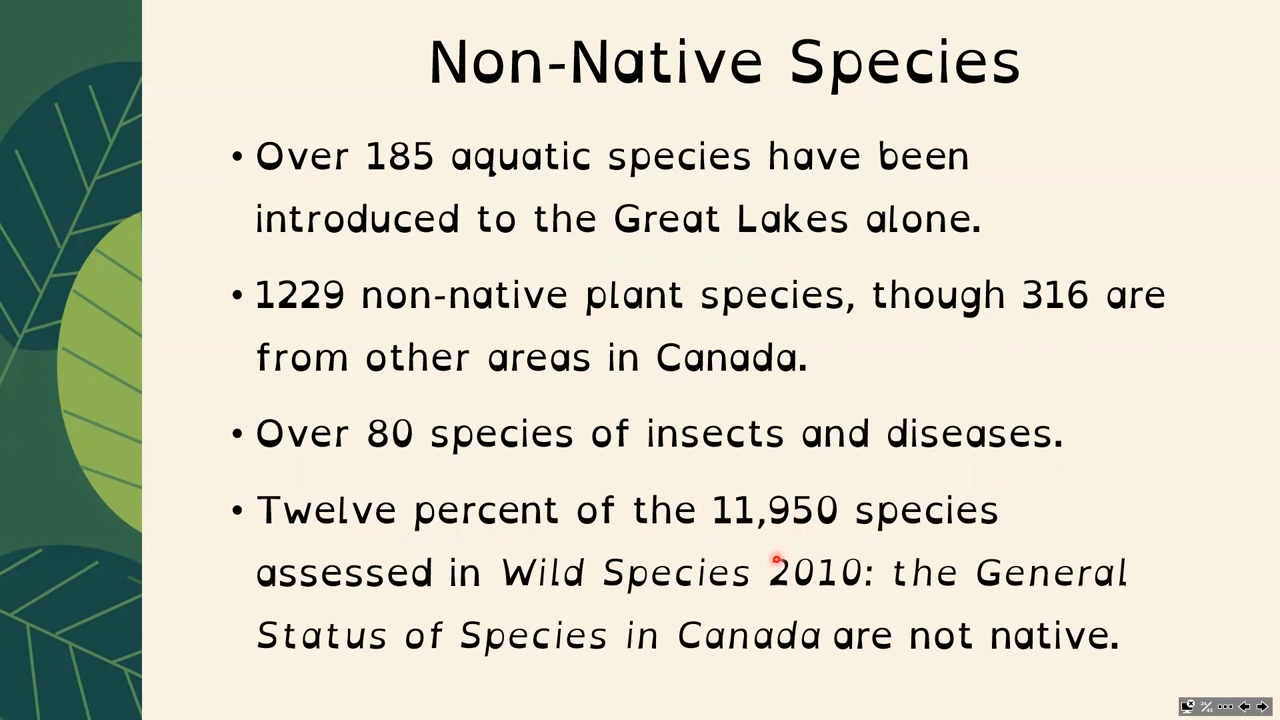 Non-Native Species
• Over 185 aquatic species have been
introduced to the Great Lakes alone.
• 1229 non-native plant species, though 316 are
from other areas in Canada.
• Over 80 species of insects and diseases.
• Twelve percent of the 11,950 species
assessed in Wild Species 2010: the General
Status of Species in Canada are not native.